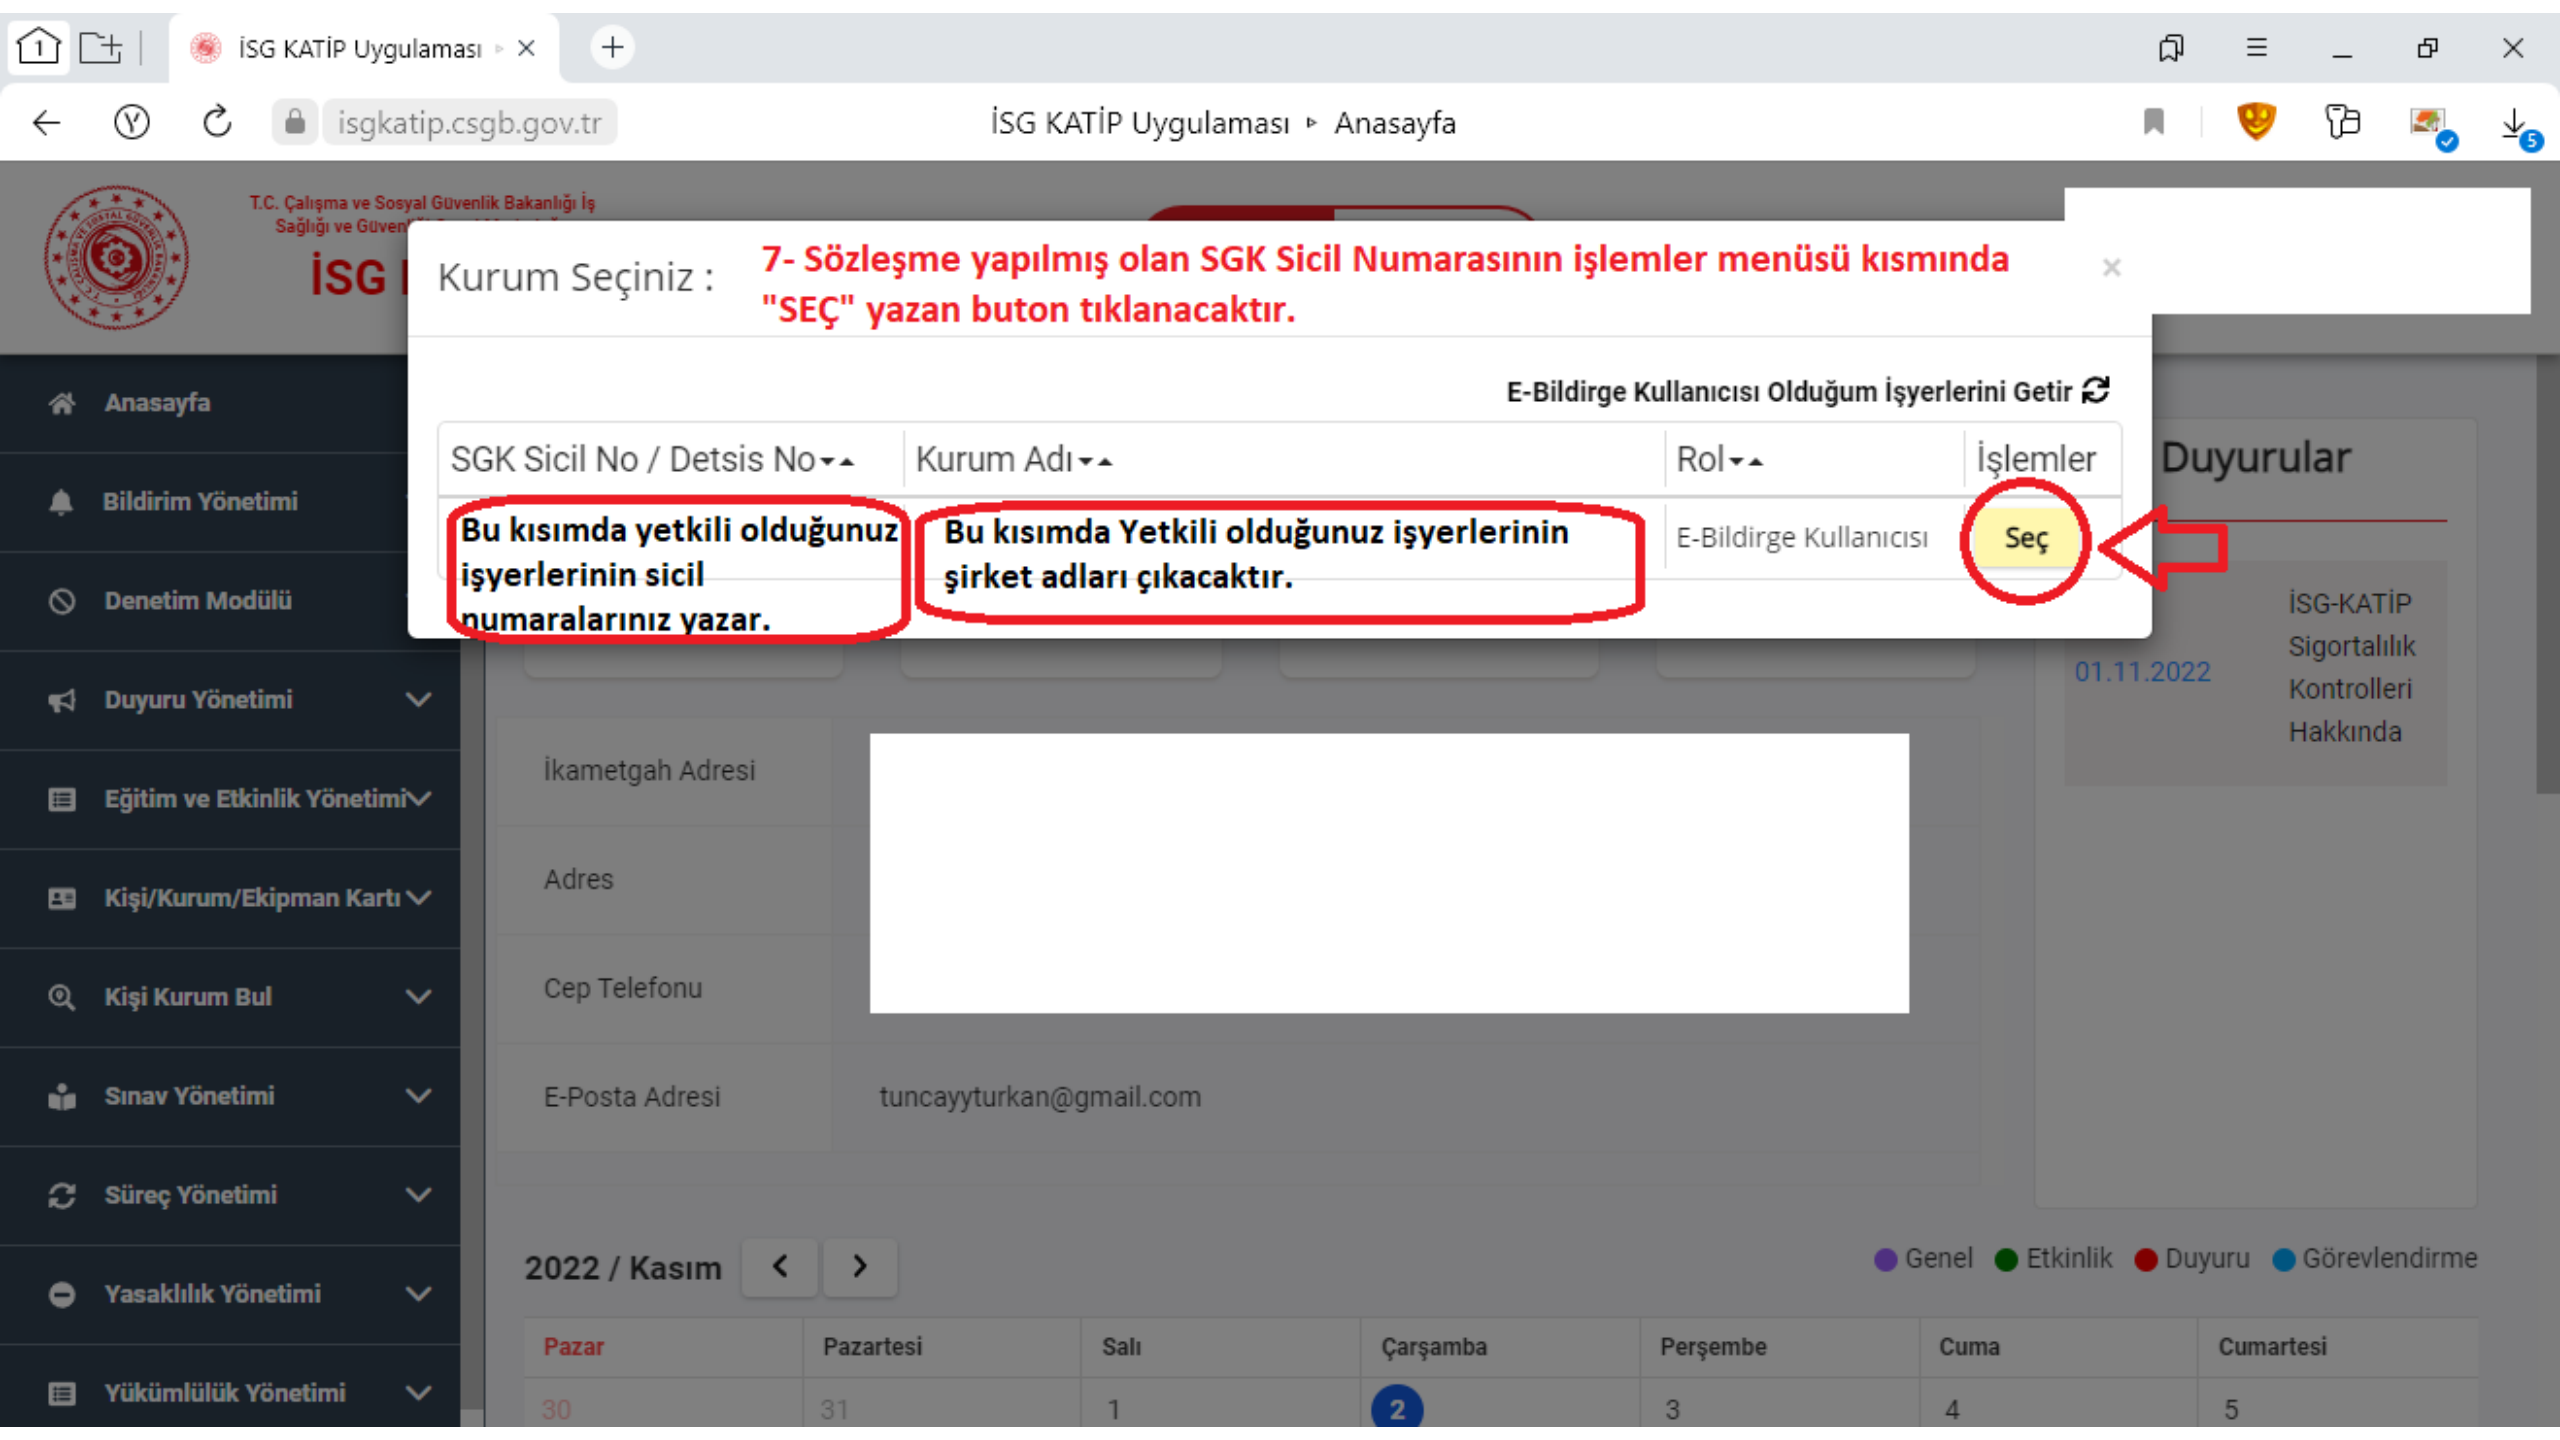 1
İSG KATİP Uygulaması
isgkatip.csgb.gov.tr
İSG KATİP Uygulaması ▸ Anasayfa
5
T.C. Çalışma ve Sosyal Güvenlik Bakanlığı İş
Sağlığı ve
İSG
Kurum Seçiniz :
7- Sözleşme yapılmış olan SGK Sicil Numarasının işlemler menüsü kısmında
"SEÇ" yazan buton tıklanacaktır.
×
E-Bildirge Kullanıcısı Olduğum İşyerlerini Getir
SGK Sicil No / Detsis No
Kurum Adı
Rol
İşlemler
Bu kısımda yetkili olduğunuz
işyerlerinin sicil
numaralarınız yazar.
Bu kısımda Yetkili olduğunuz işyerlerinin
şirket adları çıkacaktır.
E-Bildirge Kullanıcısı
Seç
Anasayfa
Bildirim Yönetimi
Denetim Modülü
Duyuru Yönetimi
Eğitim ve Etkinlik Yönetimi
Kişi/Kurum/Ekipman Kartı
Kişi Kurum Bul
Sınav Yönetimi
Süreç Yönetimi
Yasaklılık Yönetimi
Yükümlülük Yönetimi
Duyurular
01.11.2022
İSG-KATİP
Sigortalılık
Kontrolleri
Hakkında
İkametgah Adresi
Adres
Cep Telefonu
E-Posta Adresi
tuncayyturkan@gmail.com
2022 / Kasım
Genel
Etkinlik
Duyuru
Görevlendirme
Pazar
Pazartesi
Salı
Çarşamba
Perşembe
Cuma
Cumartesi
30
31
1
2
3
4
5